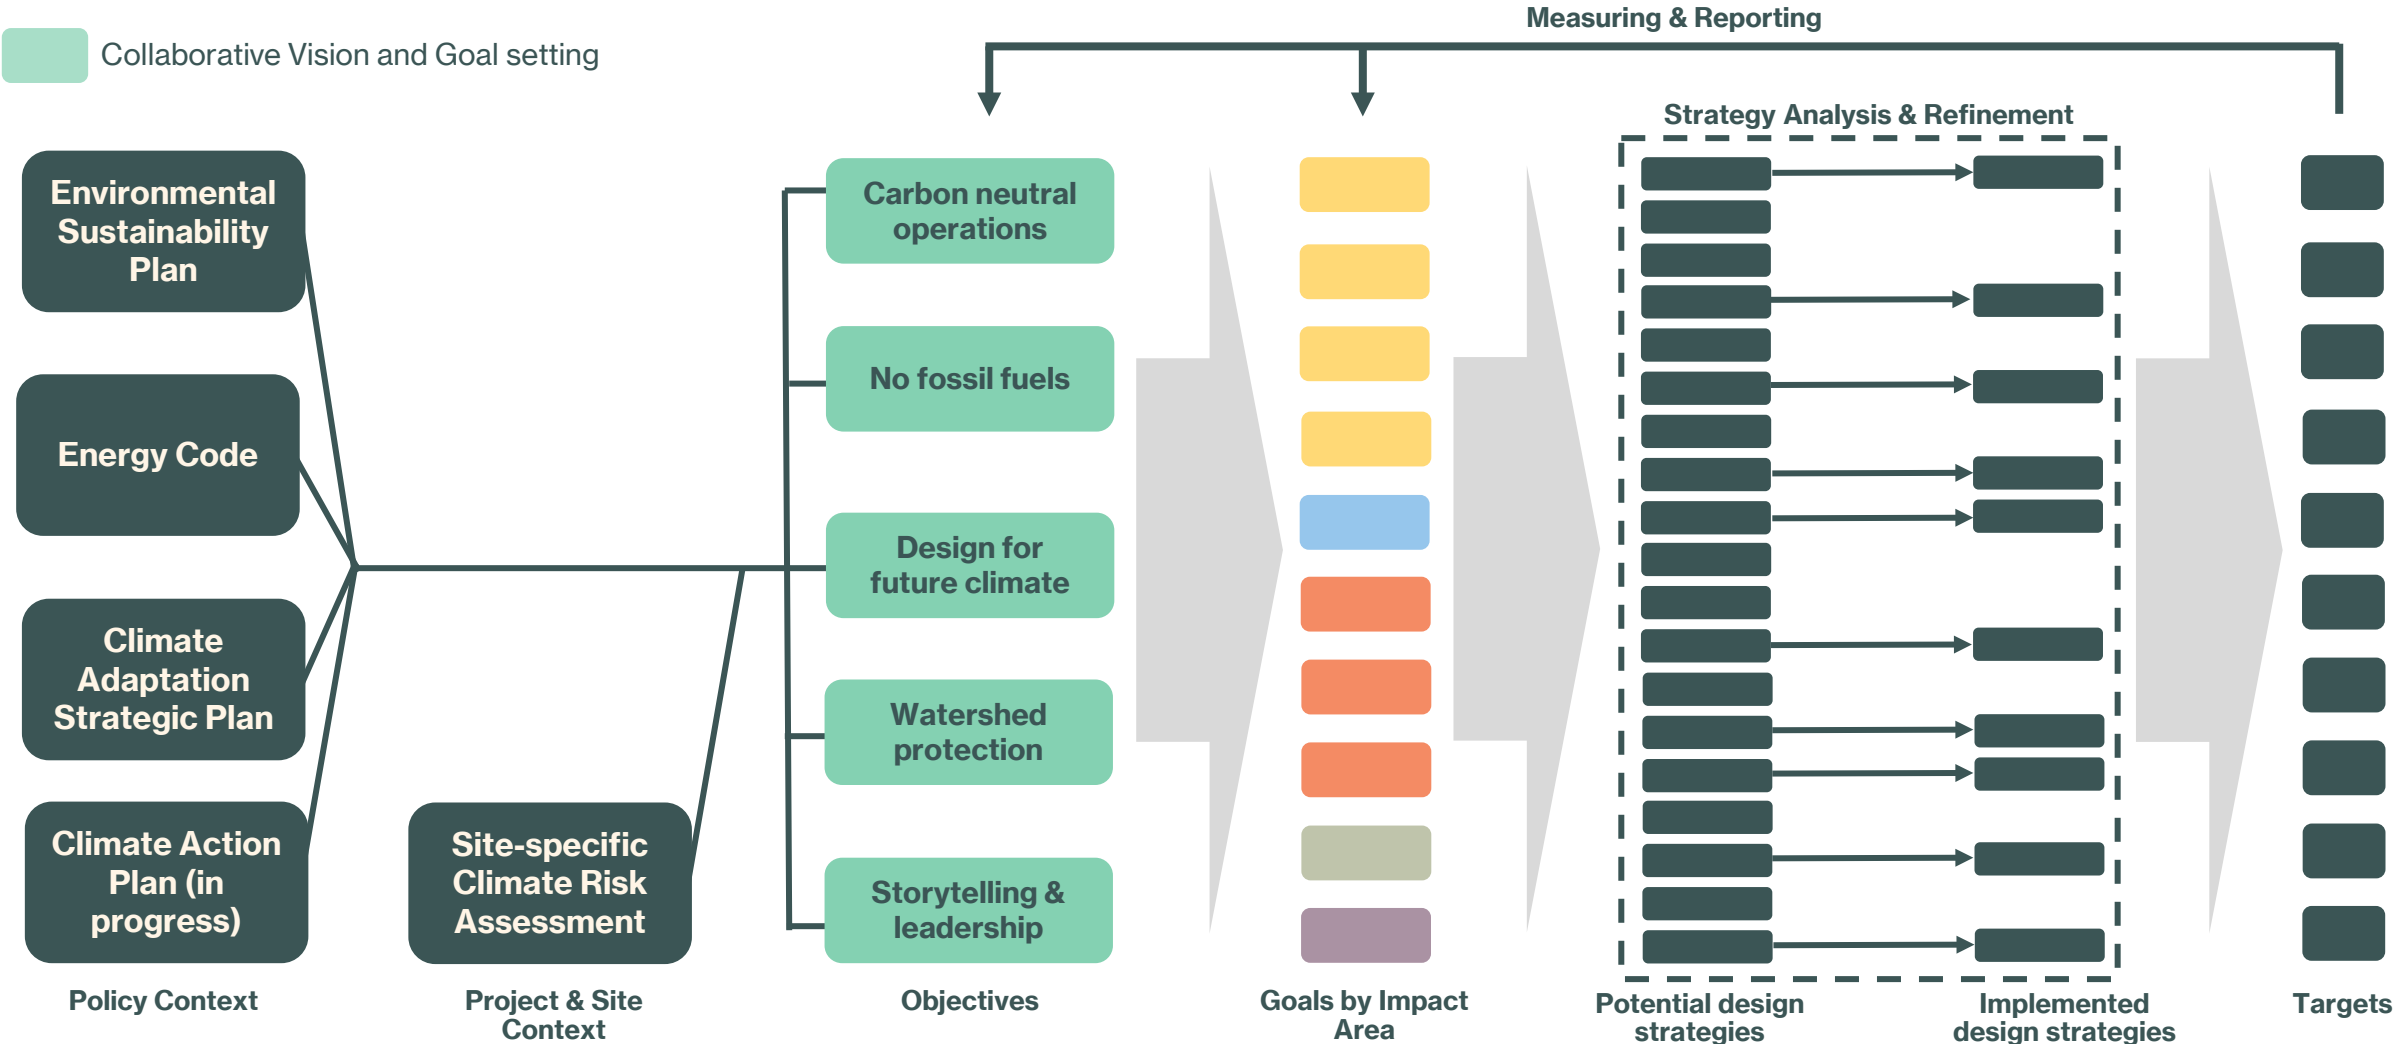 Measuring & Reporting
Collaborative Vision and Goal setting
Strategy Analysis & Refinement
Environmental
Sustainability
Plan
Energy Code
Climate
Adaptation
Strategic Plan
Climate Action
Plan (in
progress)
Policy Context
Site-specific
Climate Risk
Assessment
Project & Site
Context
Carbon neutral
operations
No fossil fuels
Design for
future climate
Watershed
protection
Storytelling &
leadership
Objectives
Goals by Impact
Area
Potential design
strategies
Implemented
design strategies
Targets